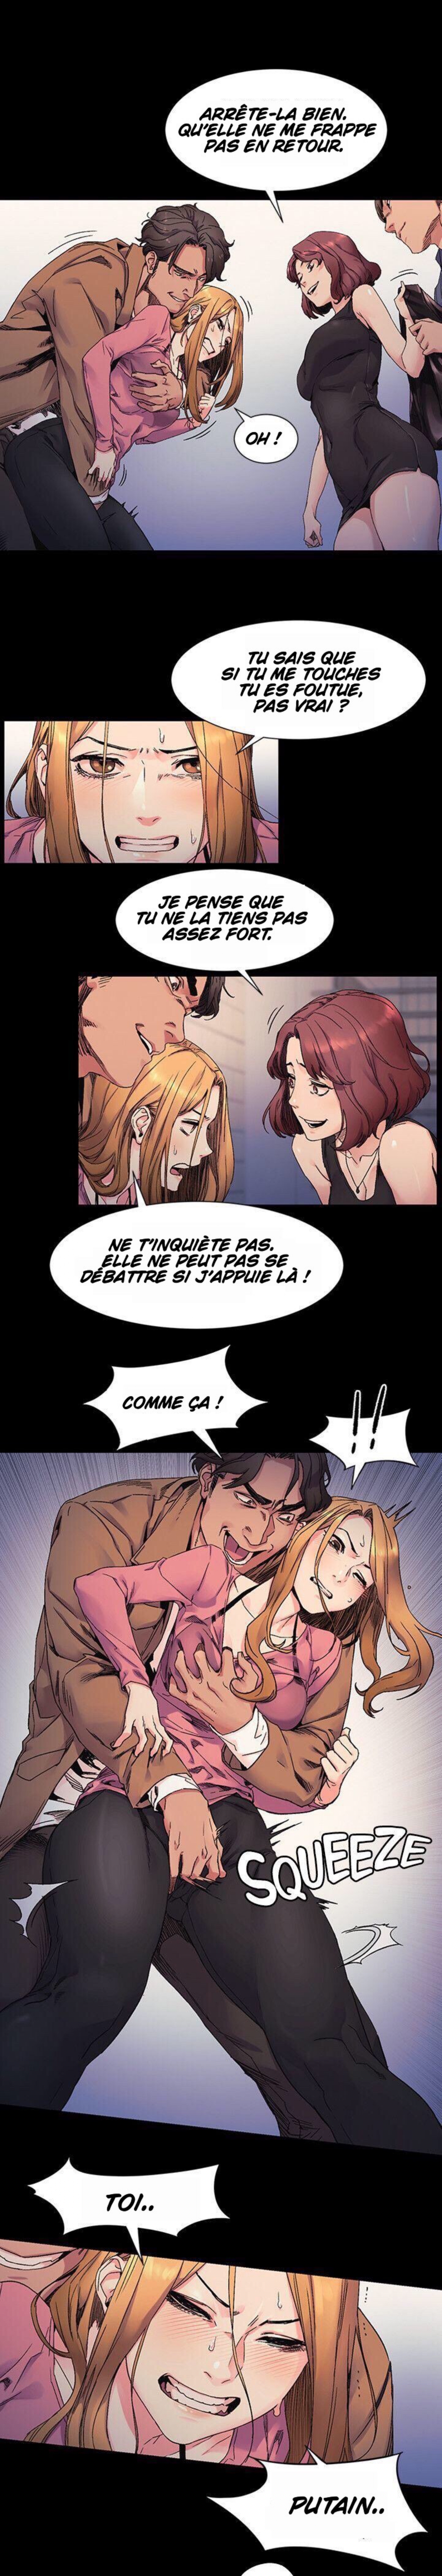 ARRÊTE-LA BIEN.
QU'ELLE NE ME FRAPPE
PAS EN RETOUR.
OH !
TU SAIS QUE
SI TU ME TOUCHES
TU ES FOUTUE,
PAS VRAI ?
JE PENSE QUE
TU NE LA TIENS PAS
ASSEZ FORT.
NE T'INQUIÈTE PAS.
ELLE NE PEUT PAS SE
DÉBATTRE SI J'APPUIE LÀ !
COMME ÇA !
!!
SQUEEZE
TOI..
PUTAIN..